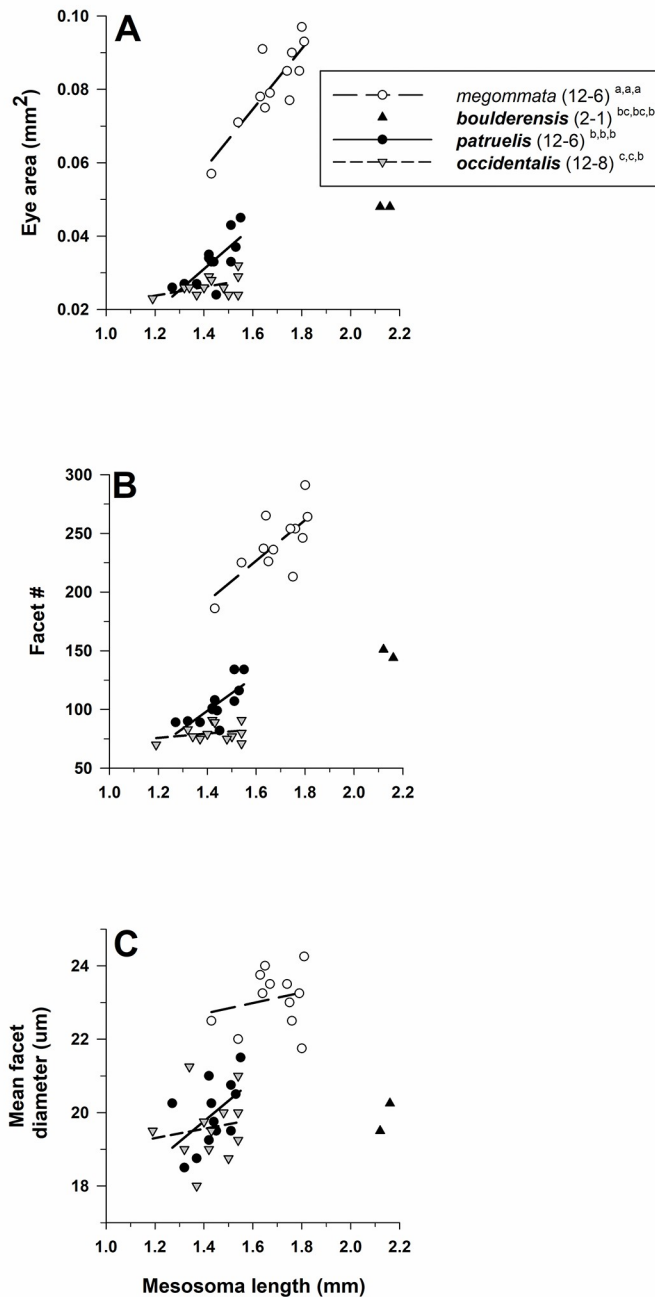 A
Eye area (mm²)
0.10
0.08
0.06
0.04
0.02
1.0 1.2 1.4 1.6 1.8 2.0 2.2
megommata (12-6) a,a,a
boulderensis (2-1) bc,bc,b
patruelis (12-6) b,b,b
occidentalis (12-8) c,c,b
B
Facet #
300
250
200
150
100
50
1.0 1.2 1.4 1.6 1.8 2.0 2.2
C
Mean facet
diameter (um)
24
22
20
18
1.0 1.2 1.4 1.6 1.8 2.0 2.2
Mesosoma length (mm)